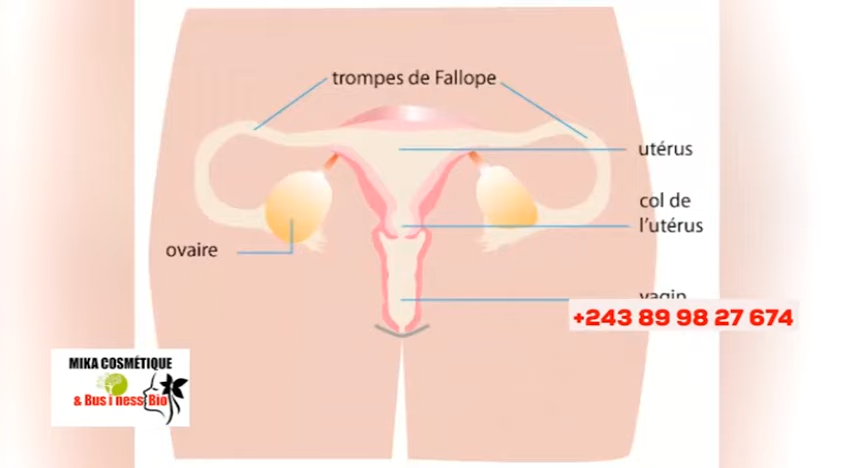 trompes de Fallope
utérus
col de
l'utérus
ovaire
vagin
+243 89 98 27 674
MIKA COSMÉTIQUE
& Bus i ness Bio